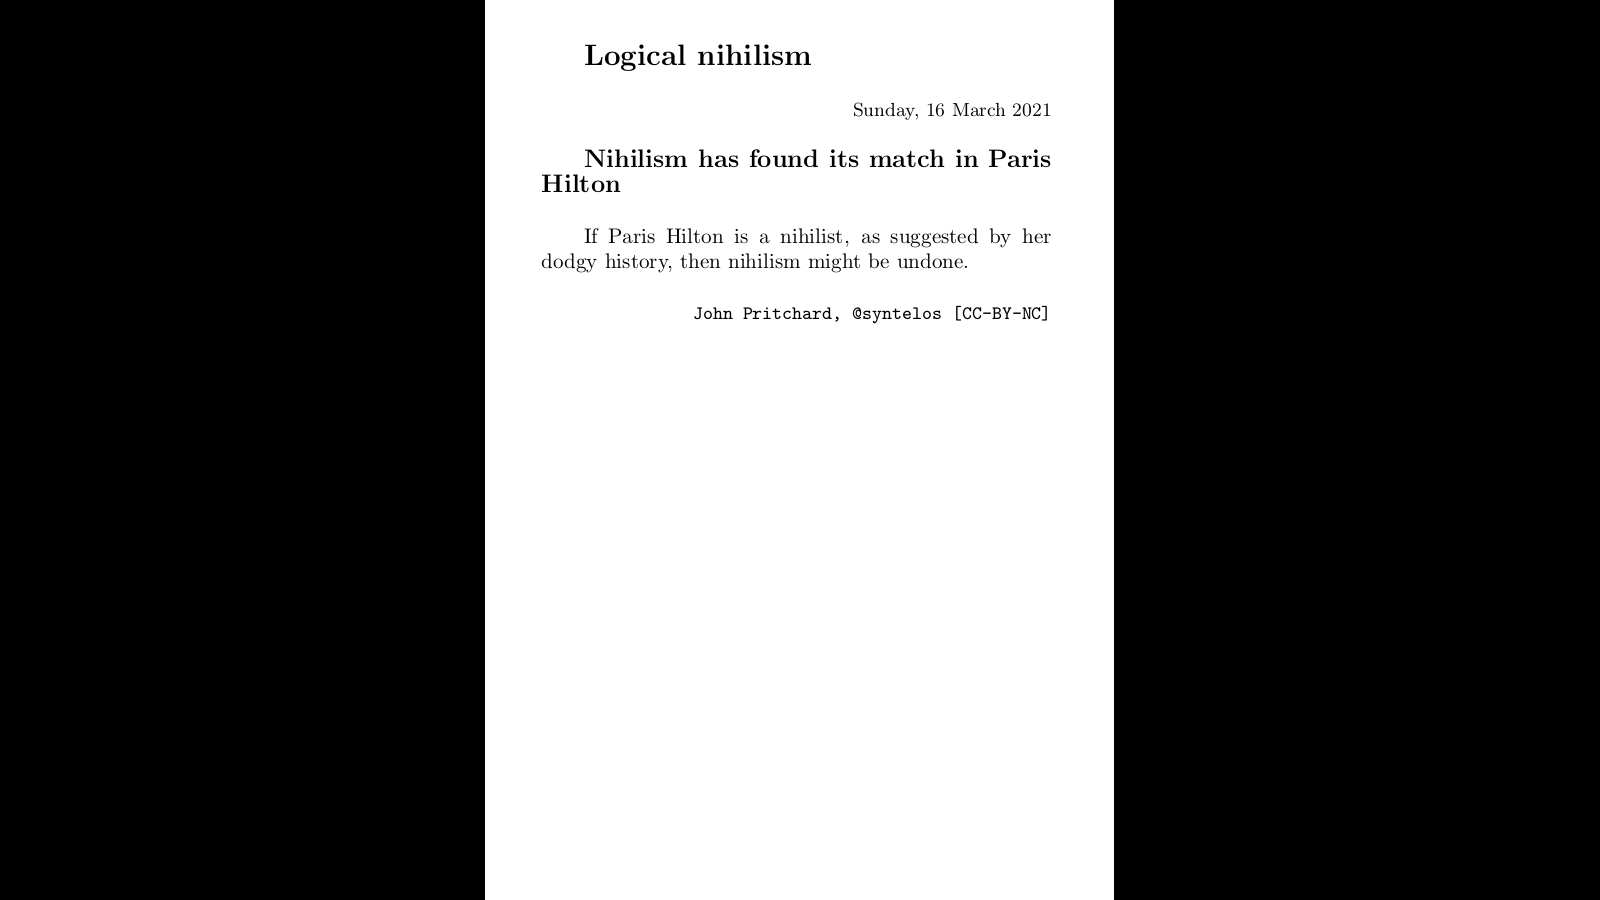 Logical nihilism
Sunday, 16 March 2021
Nihilism has found its match in Paris
Hilton
If Paris Hilton is a nihilist, as suggested by her
dodgy history, then nihilism might be undone.
John Pritchard, @syntelos [CC-BY-NC]